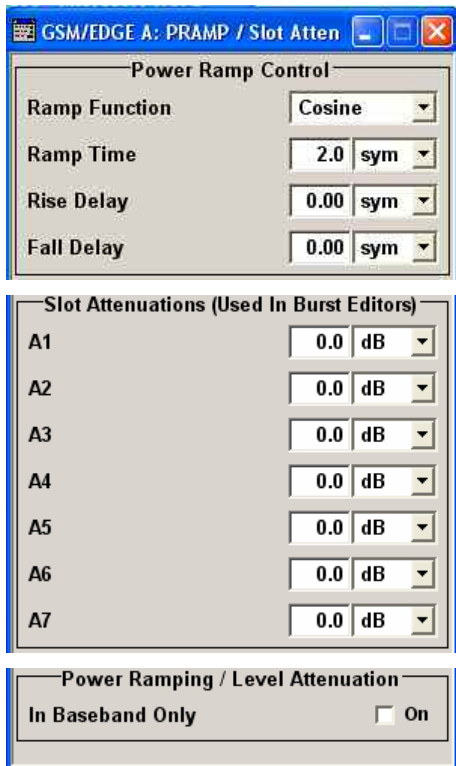 GSM/EDGE A: PRAMP / Slot Atten
Power Ramp Control
Ramp Function Cosine
Ramp Time 2.0 sym
Rise Delay 0.00 sym
Fall Delay 0.00 sym
Slot Attenuations (Used In Burst Editors)
A1 0.0 dB
A2 0.0 dB
A3 0.0 dB
A4 0.0 dB
A5 0.0 dB
A6 0.0 dB
A7 0.0 dB
Power Ramping / Level Attenuation
In Baseband Only On